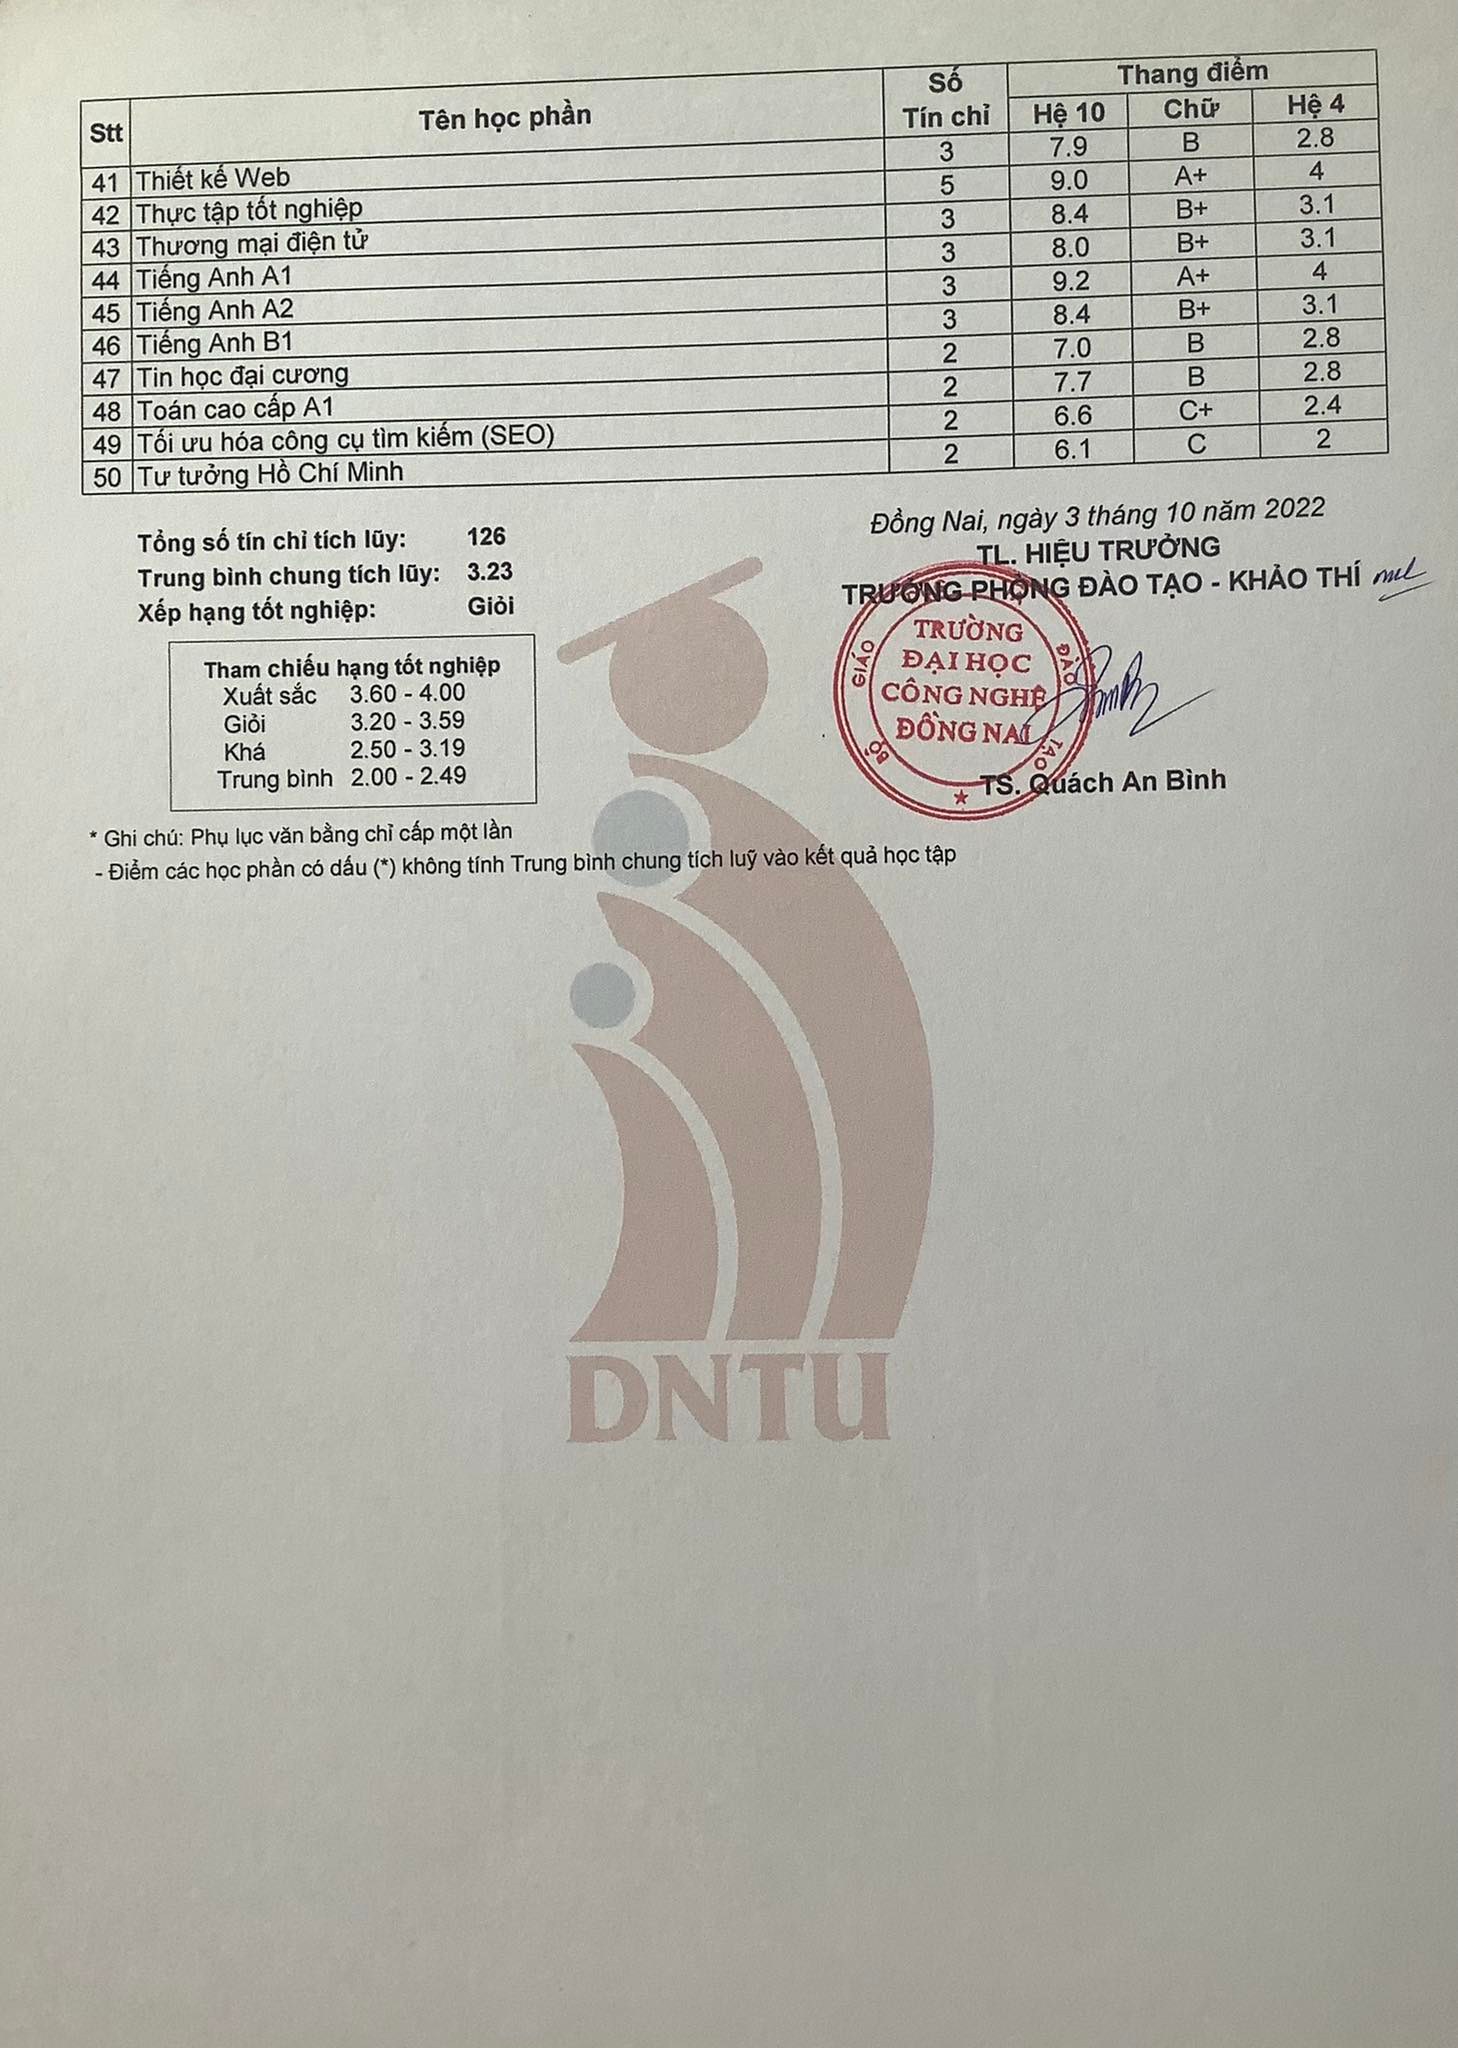 Stt Tên học phần Số Tín chỉ Thang điểm
Hệ 10 Chữ Hệ 4
41 Thiết kế Web 3 7.9 B 2.8
42 Thực tập tốt nghiệp 5 9.0 A+ 4
43 Thương mại điện tử 3 8.4 B+ 3.1
44 Tiếng Anh A1 3 8.0 B+ 3.1
45 Tiếng Anh A2 3 9.2 A+ 4
46 Tiếng Anh B1 3 8.4 B+ 3.1
47 Tin học đại cương 2 7.0 B 2.8
48 Toán cao cấp A1 2 7.7 B 2.8
49 Tối ưu hóa công cụ tìm kiếm (SEO) 2 6.6 C+ 2.4
50 Tư tưởng Hồ Chí Minh 2 6.1 C 2
Tổng số tín chỉ tích lũy: 126
Trung bình chung tích lũy: 3.23
Xếp hạng tốt nghiệp: Giỏi
Tham chiếu hạng tốt nghiệp
Xuất sắc 3.60 - 4.00
Giỏi 3.20 - 3.59
Khá 2.50 - 3.19
Trung bình 2.00 - 2.49
Đồng Nai, ngày 3 tháng 10 năm 2022
TL. HIỆU TRƯỞNG
TRƯỞNG PHÒNG ĐÀO TẠO - KHẢO THÍ
BỘ GIÁO ĐÀO TẠO
TRƯỜNG
ĐẠI HỌC
CÔNG NGHỆ
ĐỒNG NAI
TS. Quách An Bình
* Ghi chú: Phụ lục văn bằng chỉ cấp một lần
- Điểm các học phần có dấu (*) không tính Trung bình chung tích luỹ vào kết quả học tập
DNTU